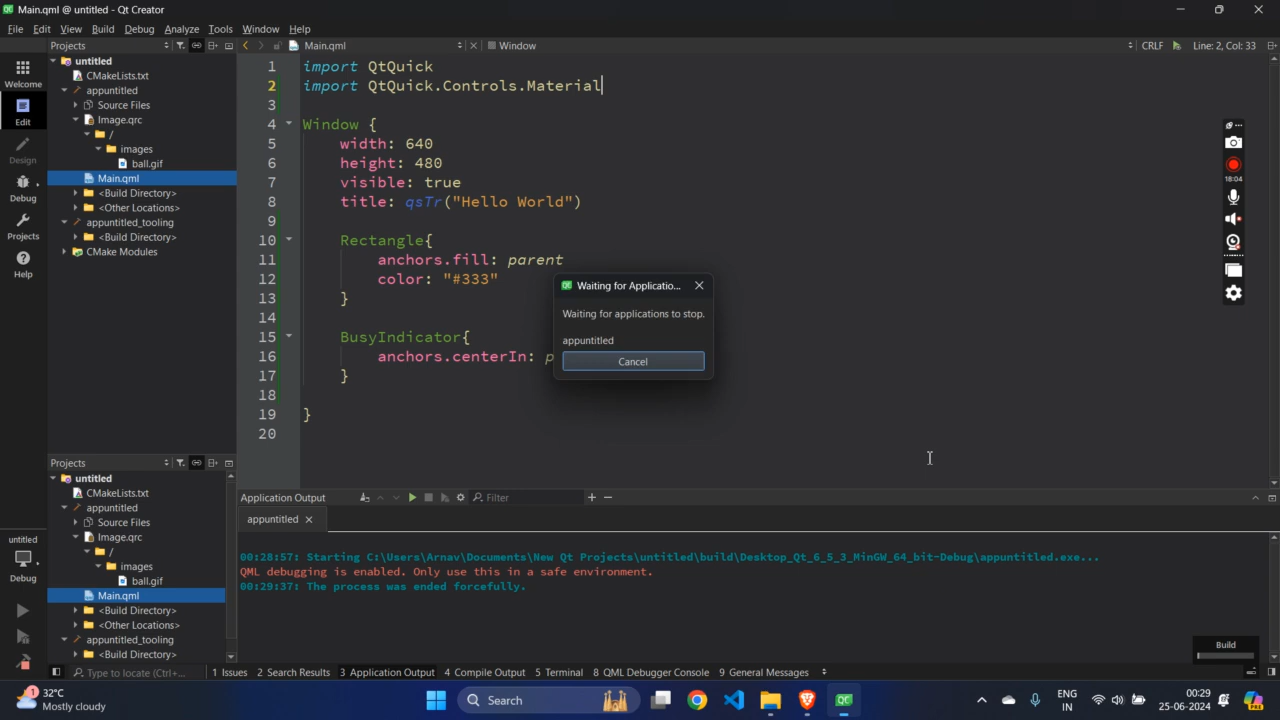 Main.qml @ untitled - Qt Creator
File Edit View Build Debug Analyze Tools Window Help
Projects
Main.qml
Window
CRLF
Line: 2, Col: 33
Welcome
Edit
Design
Debug
Projects
Help
untitled
CMakeLists.txt
appuntitled
Source Files
Image.qrc
/
images
ball.gif
Main.qml
<Build Directory>
<Other Locations>
appuntitled_tooling
<Build Directory>
CMake Modules
1 import QtQuick
2 import QtQuick.Controls.Material
3
4 Window {
5 width: 640
6 height: 480
7 visible: true
8 title: qsTr("Hello World")
9
10 Rectangle{
11 anchors.fill: parent
12 color: "#333"
13 }
14
15 BusyIndicator{
16 anchors.centerIn: p
17 }
18
19 }
20
Waiting for Applicatio...
Waiting for applications to stop.
appuntitled
Cancel
18:04
Projects
untitled
CMakeLists.txt
appuntitled
Source Files
Image.qrc
/
images
ball.gif
Main.qml
<Build Directory>
<Other Locations>
appuntitled_tooling
<Build Directory>
untitled
Debug
Application Output
Filter
appuntitled
00:28:57: Starting C:\Users\Arnav\Documents\New Qt Projects\untitled\build\Desktop_Qt_6_5_3_MinGW_64_bit-Debug\appuntitled.exe...
QML debugging is enabled. Only use this in a safe environment.
00:29:37: The process was ended forcefully.
Build
Type to locate (Ctrl+...
1 Issues 2 Search Results 3 Application Output 4 Compile Output 5 Terminal 8 QML Debugger Console 9 General Messages
1
32°C
Mostly cloudy
Search
ENG
IN
00:29
25-06-2024